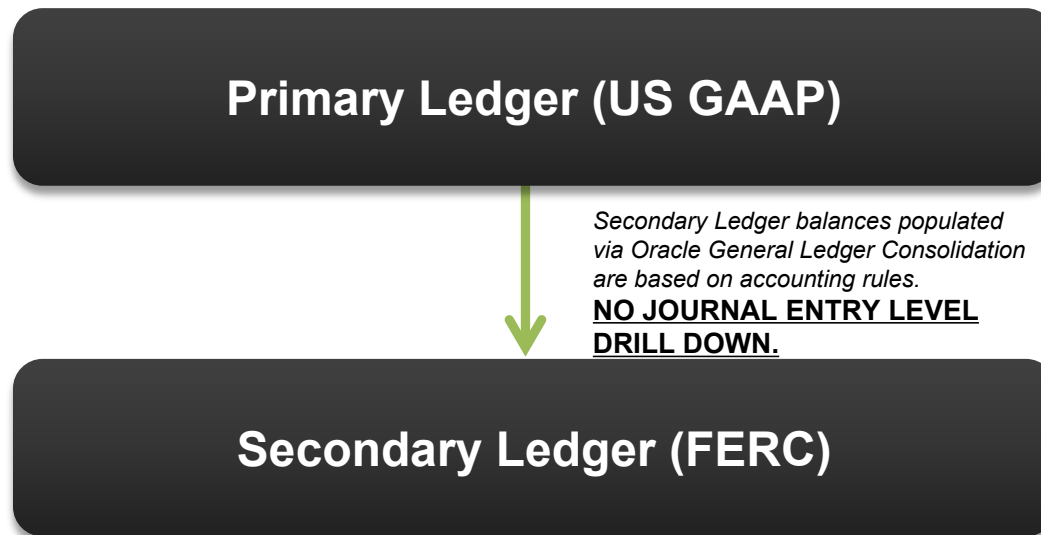 Primary Ledger (US GAAP)
Secondary Ledger balances populated
via Oracle General Ledger Consolidation
are based on accounting rules.
NO JOURNAL ENTRY LEVEL
DRILL DOWN.
Secondary Ledger (FERC)